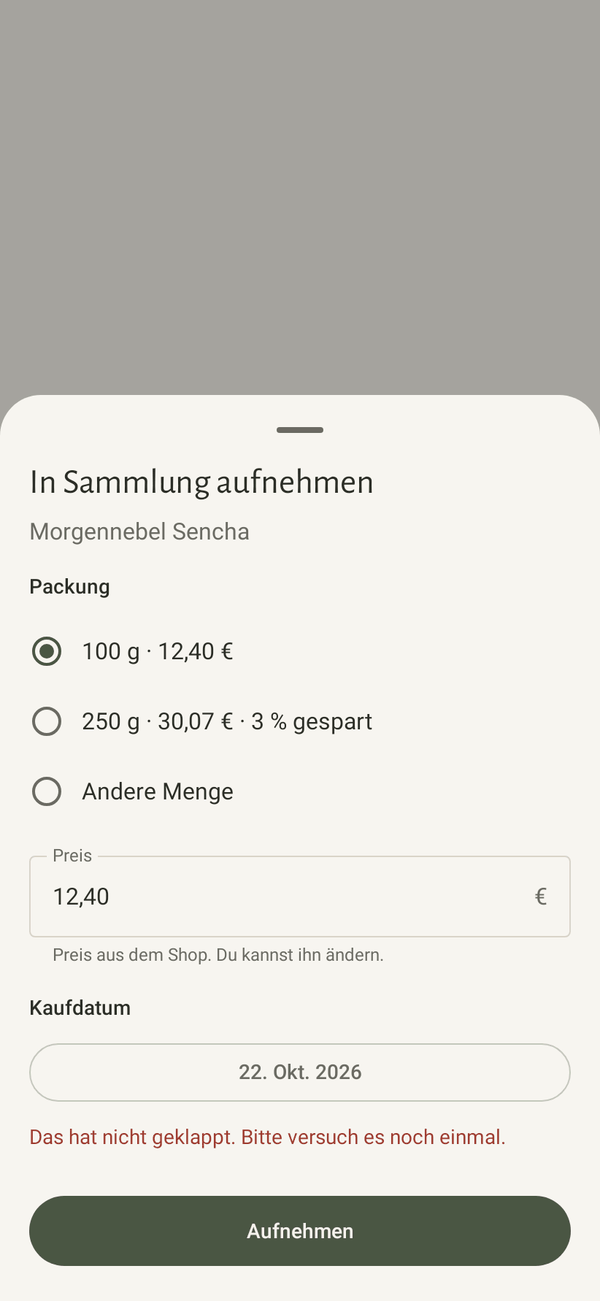 In Sammlung aufnehmen
Morgennebel Sencha
Packung
100 g · 12,40 €
250 g · 30,07 € · 3 % gespart
Andere Menge
Preis
12,40 €
Preis aus dem Shop. Du kannst ihn ändern.
Kaufdatum
22. Okt. 2026
Das hat nicht geklappt. Bitte versuch es noch einmal.
Aufnehmen